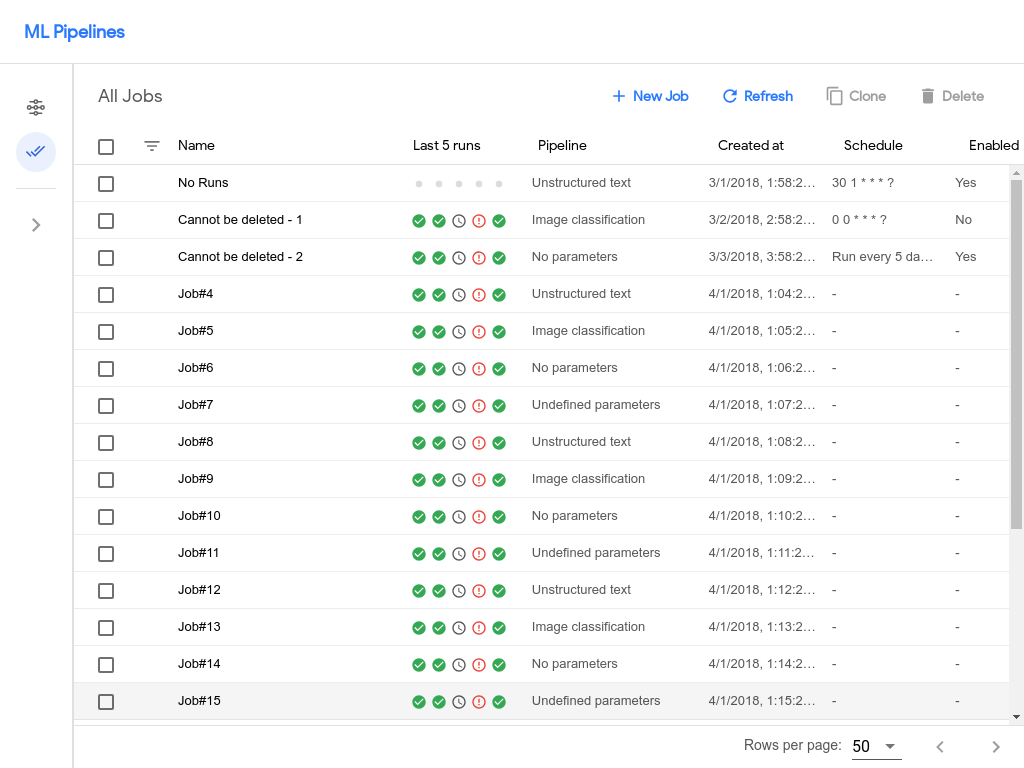 ML Pipelines
All Jobs
New Job Refresh Clone Delete
Name Last 5 runs Pipeline Created at Schedule Enabled
No Runs Unstructured text 3/1/2018, 1:58:2... 30 1 * * * ? Yes
Cannot be deleted - 1 Image classification 3/2/2018, 2:58:2... 0 0 * * * ? No
Cannot be deleted - 2 No parameters 3/3/2018, 3:58:2... Run every 5 da... Yes
Job#4 Unstructured text 4/1/2018, 1:04:2... - -
Job#5 Image classification 4/1/2018, 1:05:2... - -
Job#6 No parameters 4/1/2018, 1:06:2... - -
Job#7 Undefined parameters 4/1/2018, 1:07:2... - -
Job#8 Unstructured text 4/1/2018, 1:08:2... - -
Job#9 Image classification 4/1/2018, 1:09:2... - -
Job#10 No parameters 4/1/2018, 1:10:2... - -
Job#11 Undefined parameters 4/1/2018, 1:11:2... - -
Job#12 Unstructured text 4/1/2018, 1:12:2... - -
Job#13 Image classification 4/1/2018, 1:13:2... - -
Job#14 No parameters 4/1/2018, 1:14:2... - -
Job#15 Undefined parameters 4/1/2018, 1:15:2... - -
Rows per page: 50